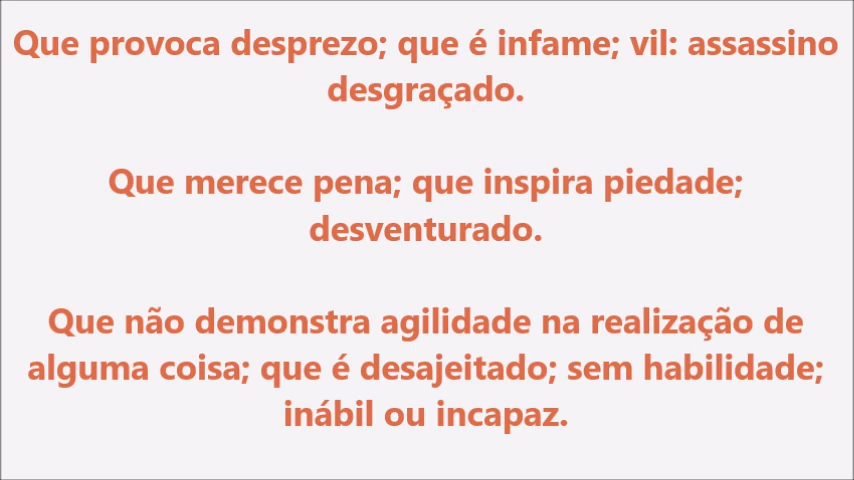 Que provoca desprezo; que é infame; vil: assassino
desgraçado.
Que merece pena; que inspira piedade;
desventurado.
Que não demonstra agilidade na realização de
alguma coisa; que é desajeitado; sem habilidade;
inábil ou incapaz.